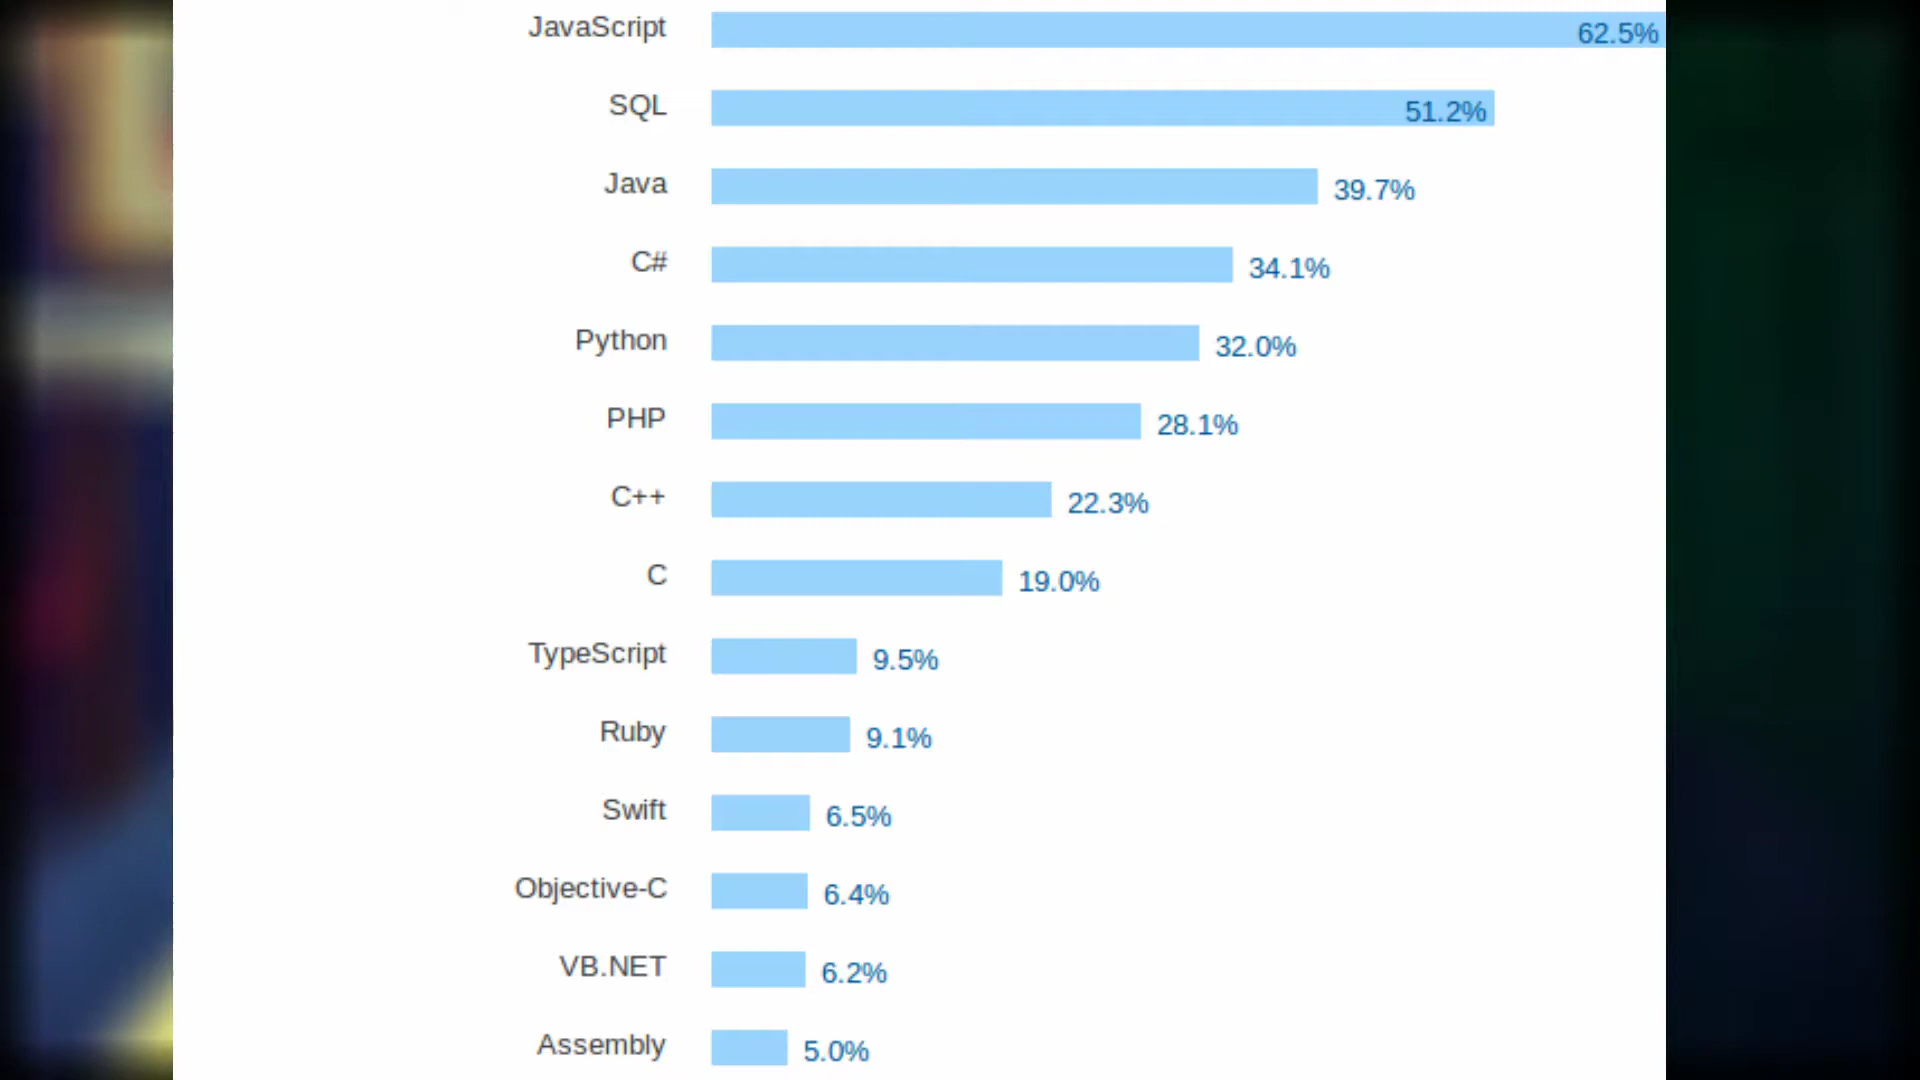 JavaScript 62.5%
SQL 51.2%
Java 39.7%
C# 34.1%
Python 32.0%
PHP 28.1%
C++ 22.3%
C 19.0%
TypeScript 9.5%
Ruby 9.1%
Swift 6.5%
Objective-C 6.4%
VB.NET 6.2%
Assembly 5.0%